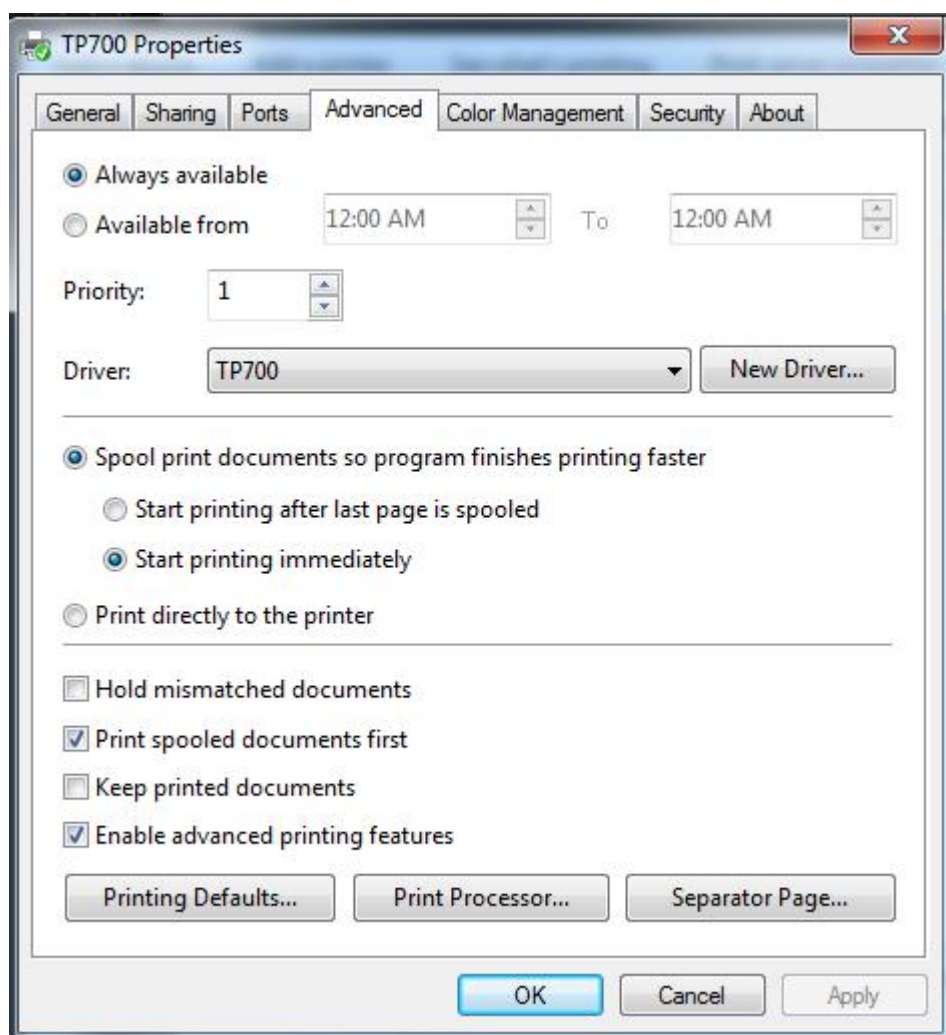 TP700 Properties
General Sharing Ports Advanced Color Management Security About
Always available
Available from 12:00 AM To 12:00 AM
Priority: 1
Driver: TP700 New Driver...
Spool print documents so program finishes printing faster
Start printing after last page is spooled
Start printing immediately
Print directly to the printer
Hold mismatched documents
Print spooled documents first
Keep printed documents
Enable advanced printing features
Printing Defaults... Print Processor... Separator Page...
OK Cancel Apply